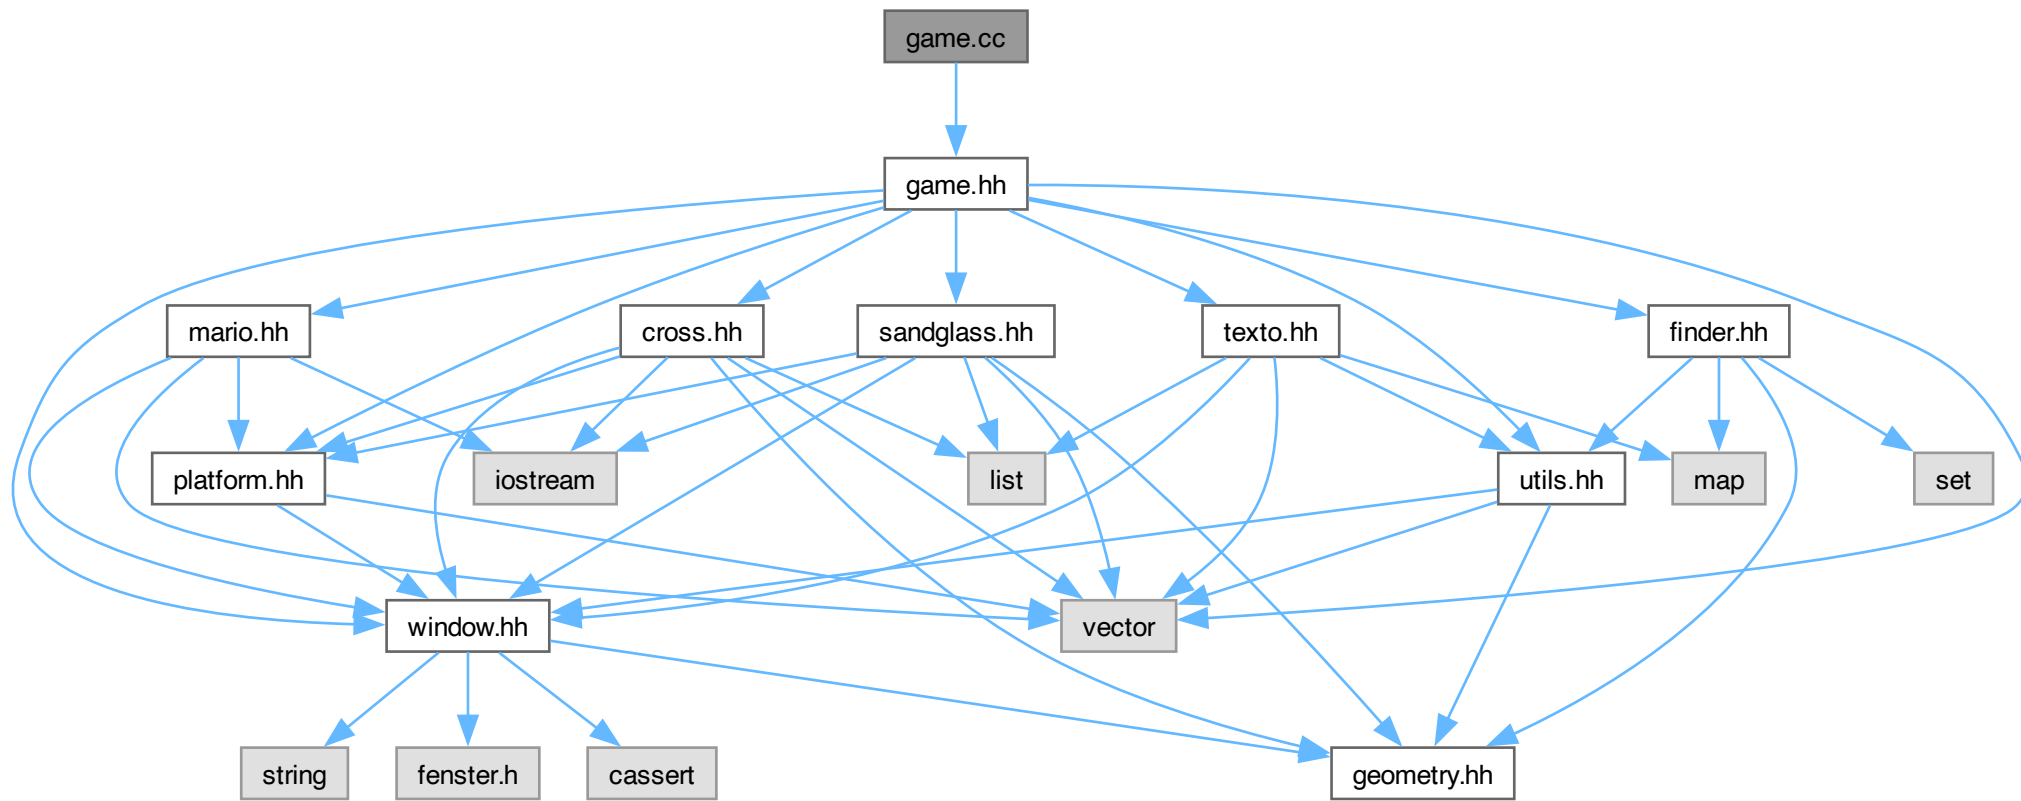 game.cc
game.hh
mario.hh
cross.hh
sandglass.hh
texto.hh
finder.hh
platform.hh
iostream
list
utils.hh
map
set
window.hh
vector
string
fenster.h
cassert
geometry.hh